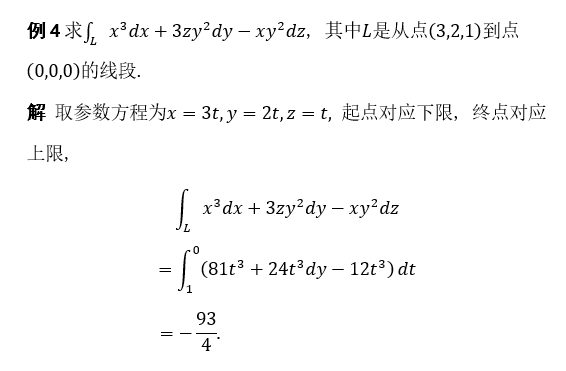 例 4 求∫_L x³dx + 3zy²dy − xy²dz, 其中L是从点(3,2,1)到点
(0,0,0)的线段.
解 取参数方程为x = 3t, y = 2t, z = t, 起点对应下限, 终点对应
上限,
∫_L x³dx + 3zy²dy − xy²dz
= ∫_1^0 (81t³ + 24t³dy − 12t³) dt
= −93/4.